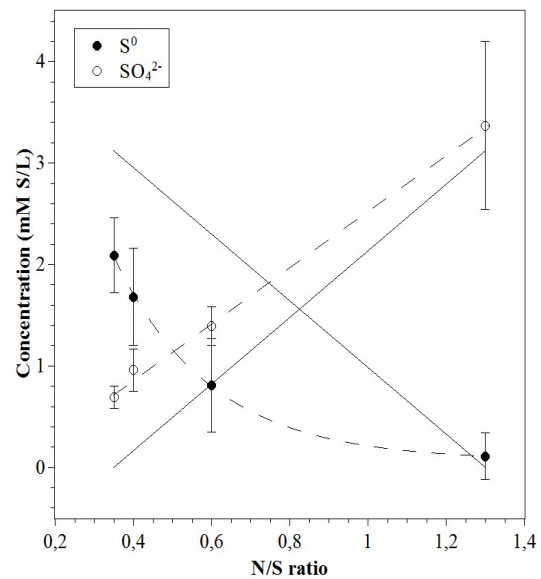 S⁰
SO₄²⁻
Concentration (mM S/L)
4
3
2
1
0
0,2 0,4 0,6 0,8 1 1,2 1,4
N/S ratio